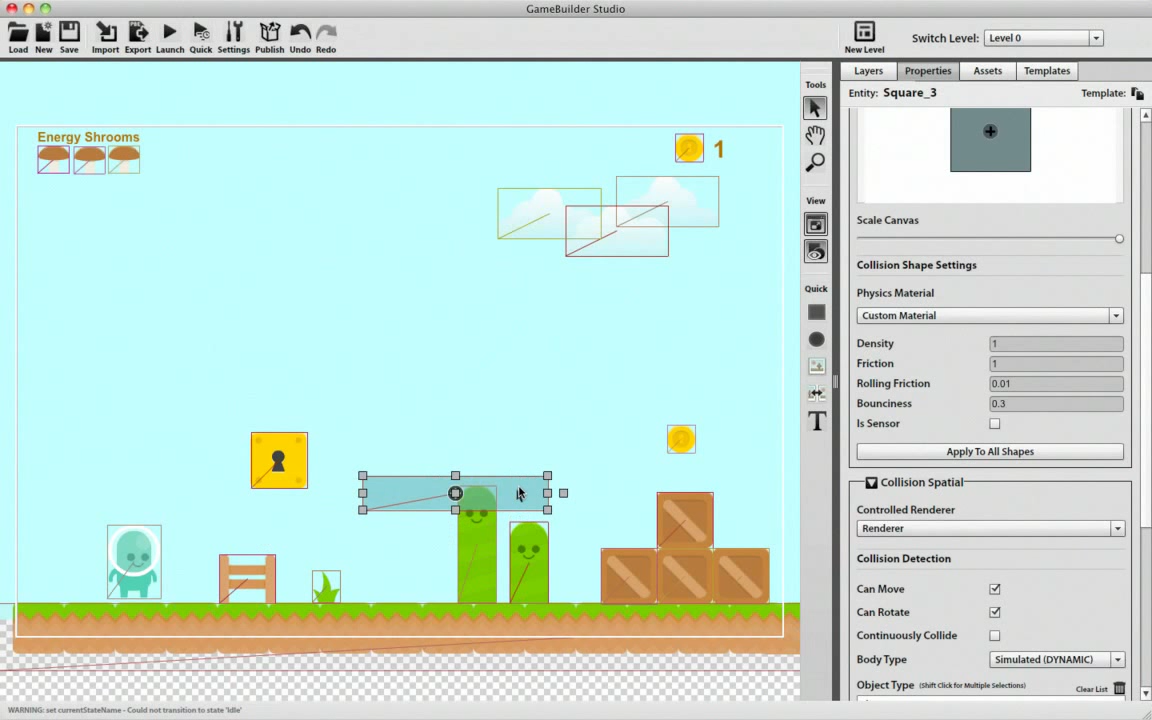 GameBuilder Studio
Load New Save Import Export Launch Quick Settings Publish Undo Redo
New Level
Switch Level: Level 0
Tools
View
Quick
T
Layers Properties Assets Templates
Entity: Square_3 Template:
Energy Shrooms
1
Scale Canvas
Collision Shape Settings
Physics Material
Custom Material
Density 1
Friction 1
Rolling Friction 0.01
Bounciness 0.3
Is Sensor
Apply To All Shapes
Collision Spatial
Controlled Renderer
Renderer
Collision Detection
Can Move
Can Rotate
Continuously Collide
Body Type Simulated (DYNAMIC)
Object Type (Shift Click for Multiple Selections) Clear List
WARNING: set currentStateName - Could not transition to state 'Idle'